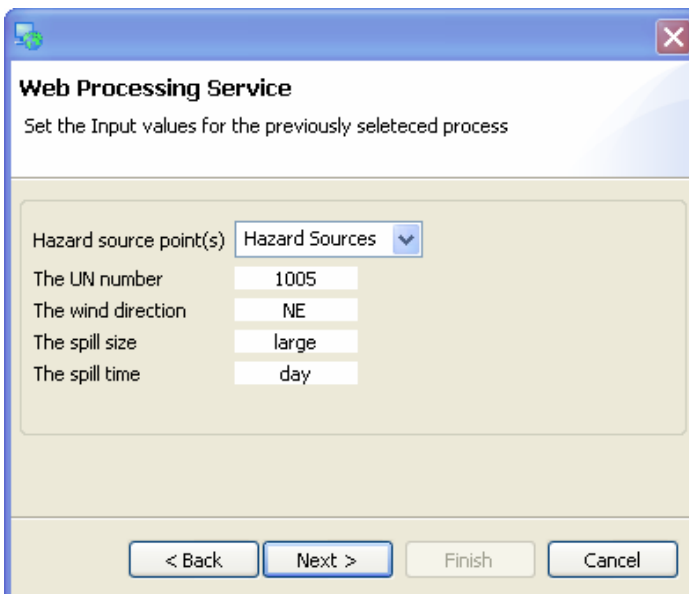 Web Processing Service
Set the Input values for the previously seleteced process
Hazard source point(s) Hazard Sources
The UN number 1005
The wind direction NE
The spill size large
The spill time day
< Back Next > Finish Cancel